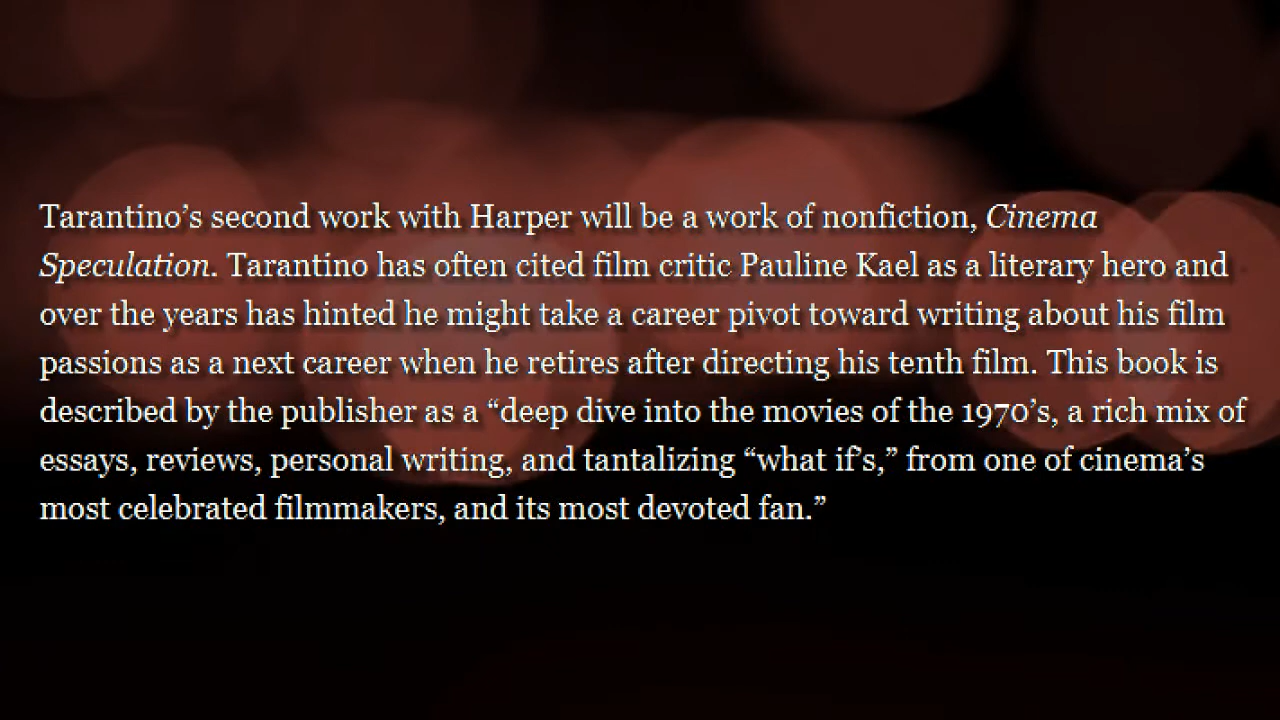 Tarantino’s second work with Harper will be a work of nonfiction, Cinema
Speculation. Tarantino has often cited film critic Pauline Kael as a literary hero and
over the years has hinted he might take a career pivot toward writing about his film
passions as a next career when he retires after directing his tenth film. This book is
described by the publisher as a “deep dive into the movies of the 1970’s, a rich mix of
essays, reviews, personal writing, and tantalizing “what if’s,” from one of cinema’s
most celebrated filmmakers, and its most devoted fan.”